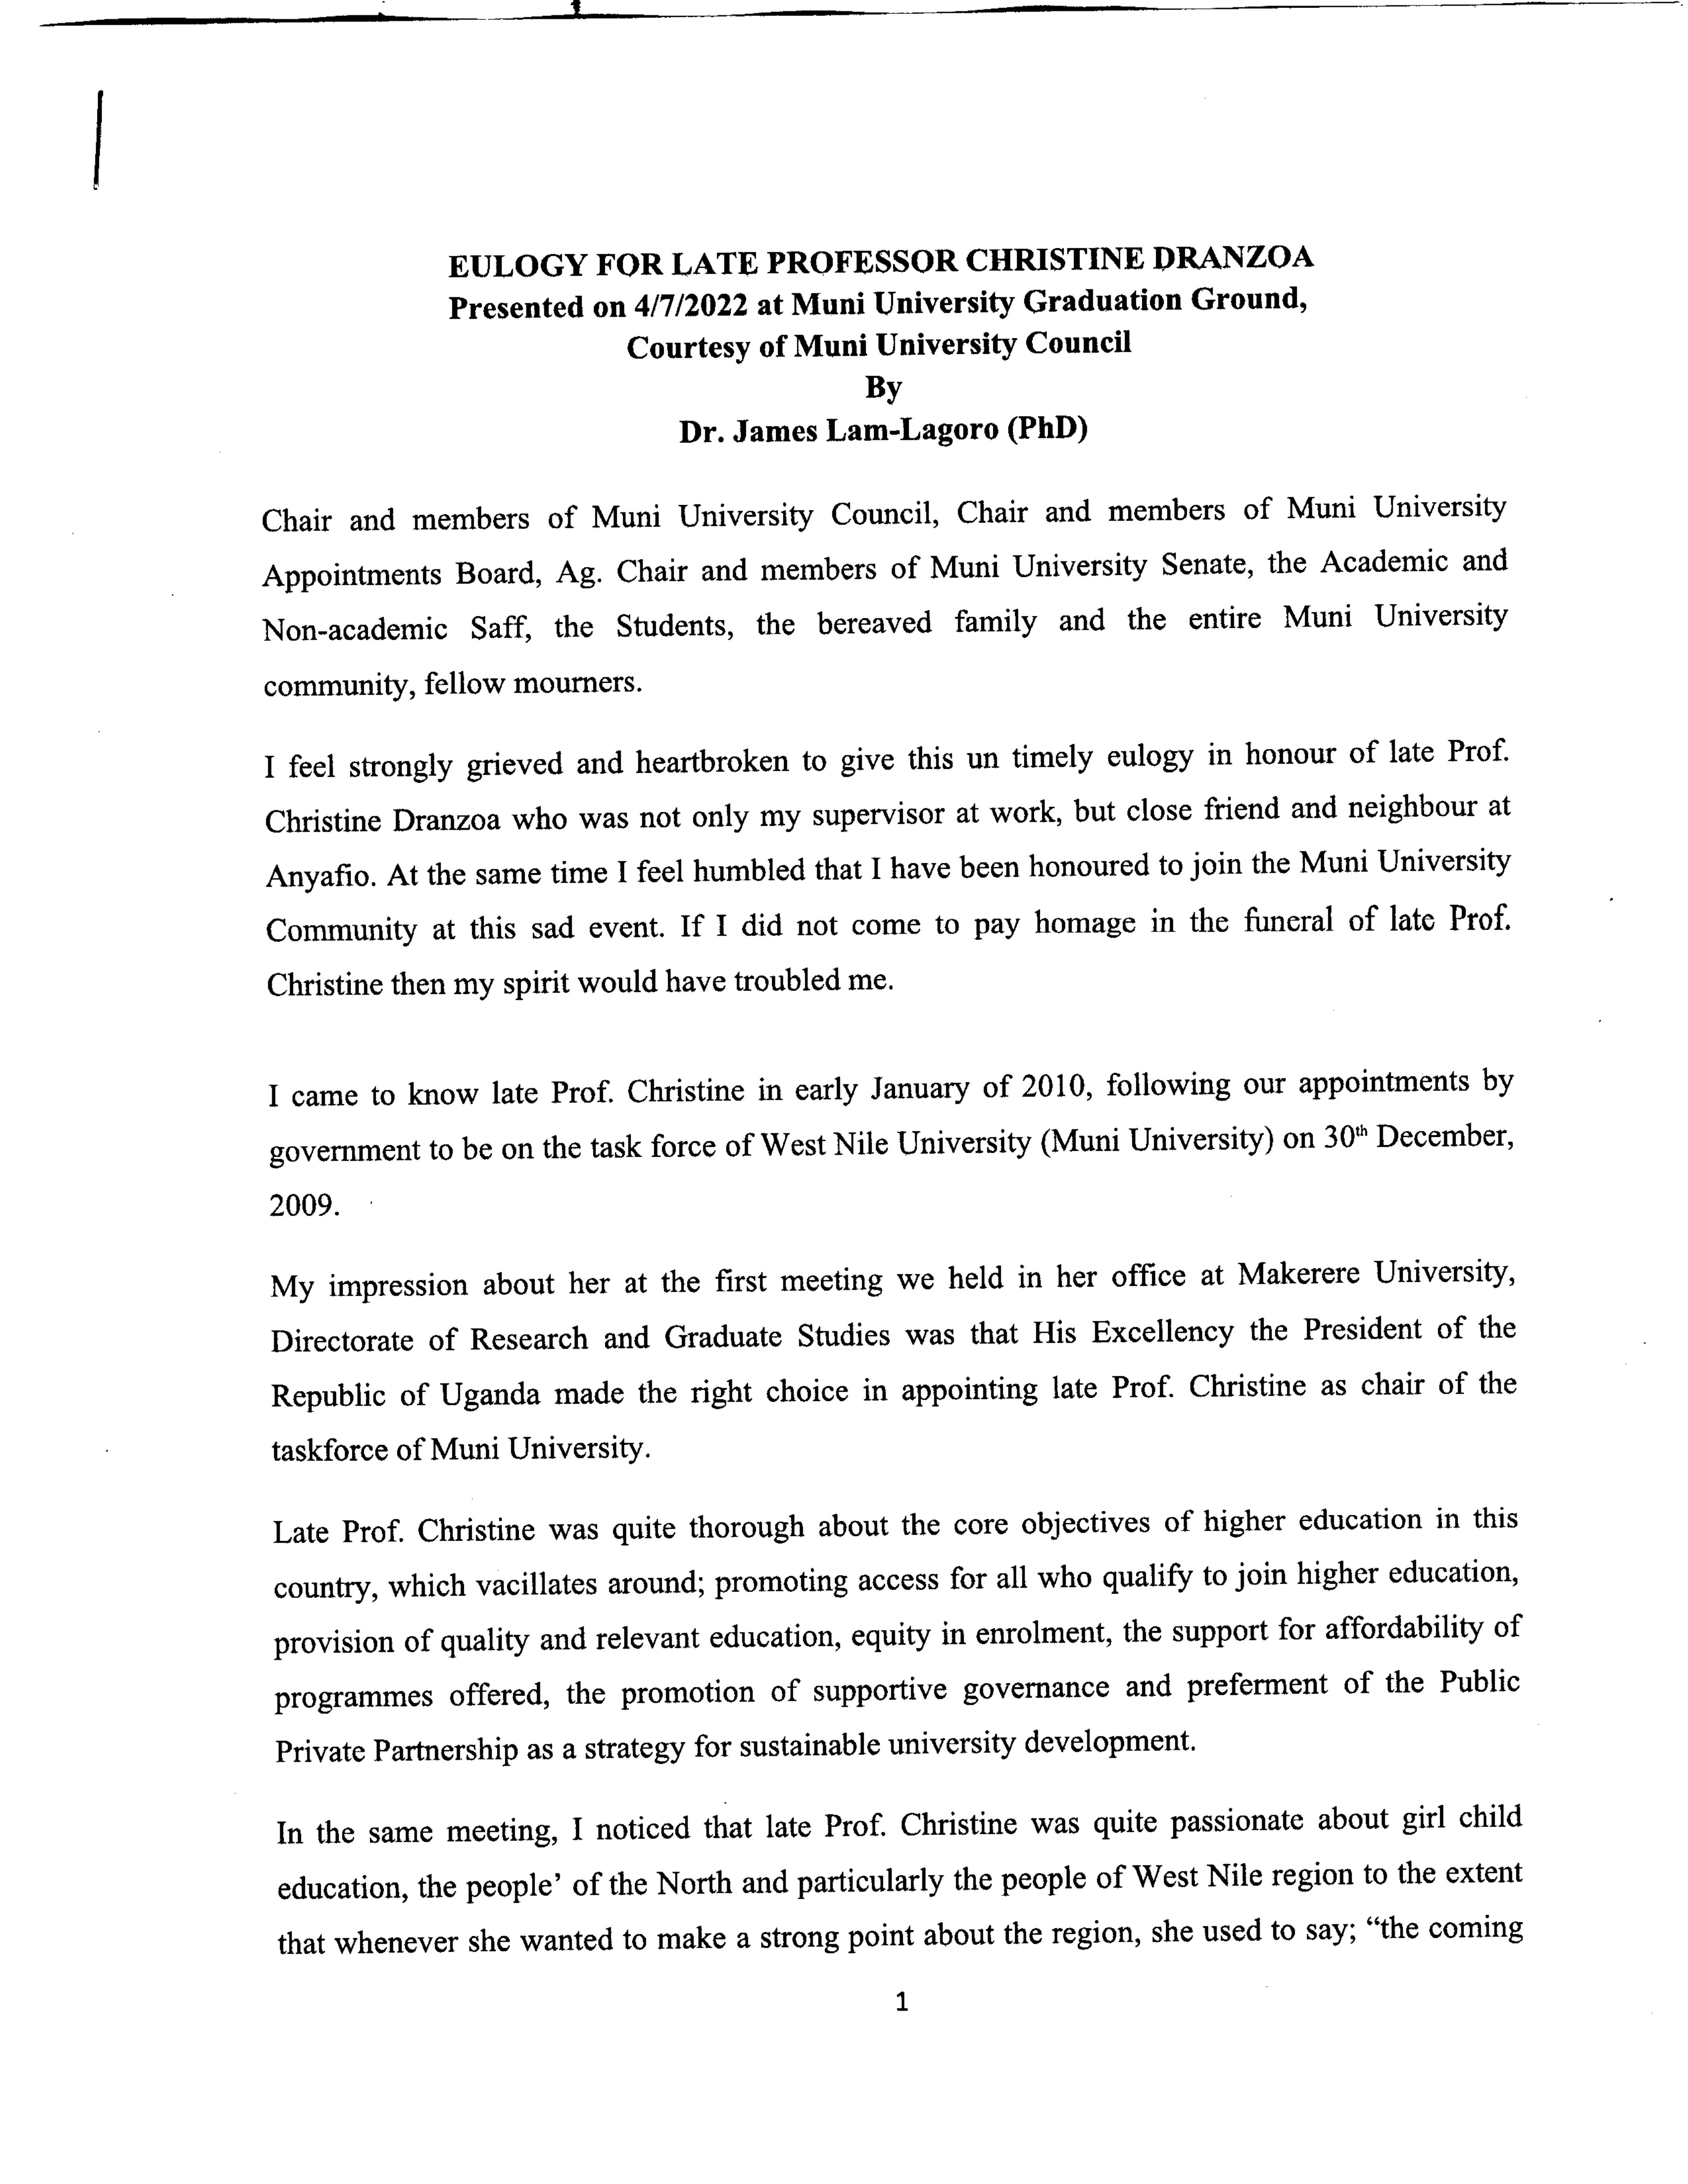 EULOGY FOR LATE PROFESSOR CHRISTINE DRANZOA
Presented on 4/7/2022 at Muni University Graduation Ground,
Courtesy of Muni University Council
By
Dr. James Lam-Lagoro (PhD)
Chair and members of Muni University Council, Chair and members of Muni University
Appointments Board, Ag. Chair and members of Muni University Senate, the Academic and
Non-academic Saff, the Students, the bereaved family and the entire Muni University
community, fellow mourners.
I feel strongly grieved and heartbroken to give this un timely eulogy in honour of late Prof.
Christine Dranzoa who was not only my supervisor at work, but close friend and neighbour at
Anyafio. At the same time I feel humbled that I have been honoured to join the Muni University
Community at this sad event. If I did not come to pay homage in the funeral of late Prof.
Christine then my spirit would have troubled me.
I came to know late Prof. Christine in early January of 2010, following our appointments by
government to be on the task force of West Nile University (Muni University) on 30th December,
2009.
My impression about her at the first meeting we held in her office at Makerere University,
Directorate of Research and Graduate Studies was that His Excellency the President of the
Republic of Uganda made the right choice in appointing late Prof. Christine as chair of the
taskforce of Muni University.
Late Prof. Christine was quite thorough about the core objectives of higher education in this
country, which vacillates around; promoting access for all who qualify to join higher education,
provision of quality and relevant education, equity in enrolment, the support for affordability of
programmes offered, the promotion of supportive governance and preferment of the Public
Private Partnership as a strategy for sustainable university development.
In the same meeting, I noticed that late Prof. Christine was quite passionate about girl child
education, the people’ of the North and particularly the people of West Nile region to the extent
that whenever she wanted to make a strong point about the region, she used to say; “the coming
1